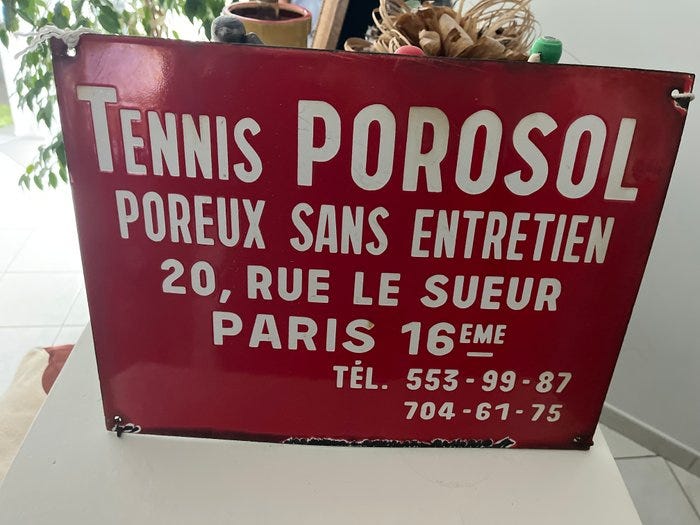 TENNIS POROSOL
POREUX SANS ENTRETIEN
20, RUE LE SUEUR
PARIS 16EME
TÉL. 553-99-87
704-61-75